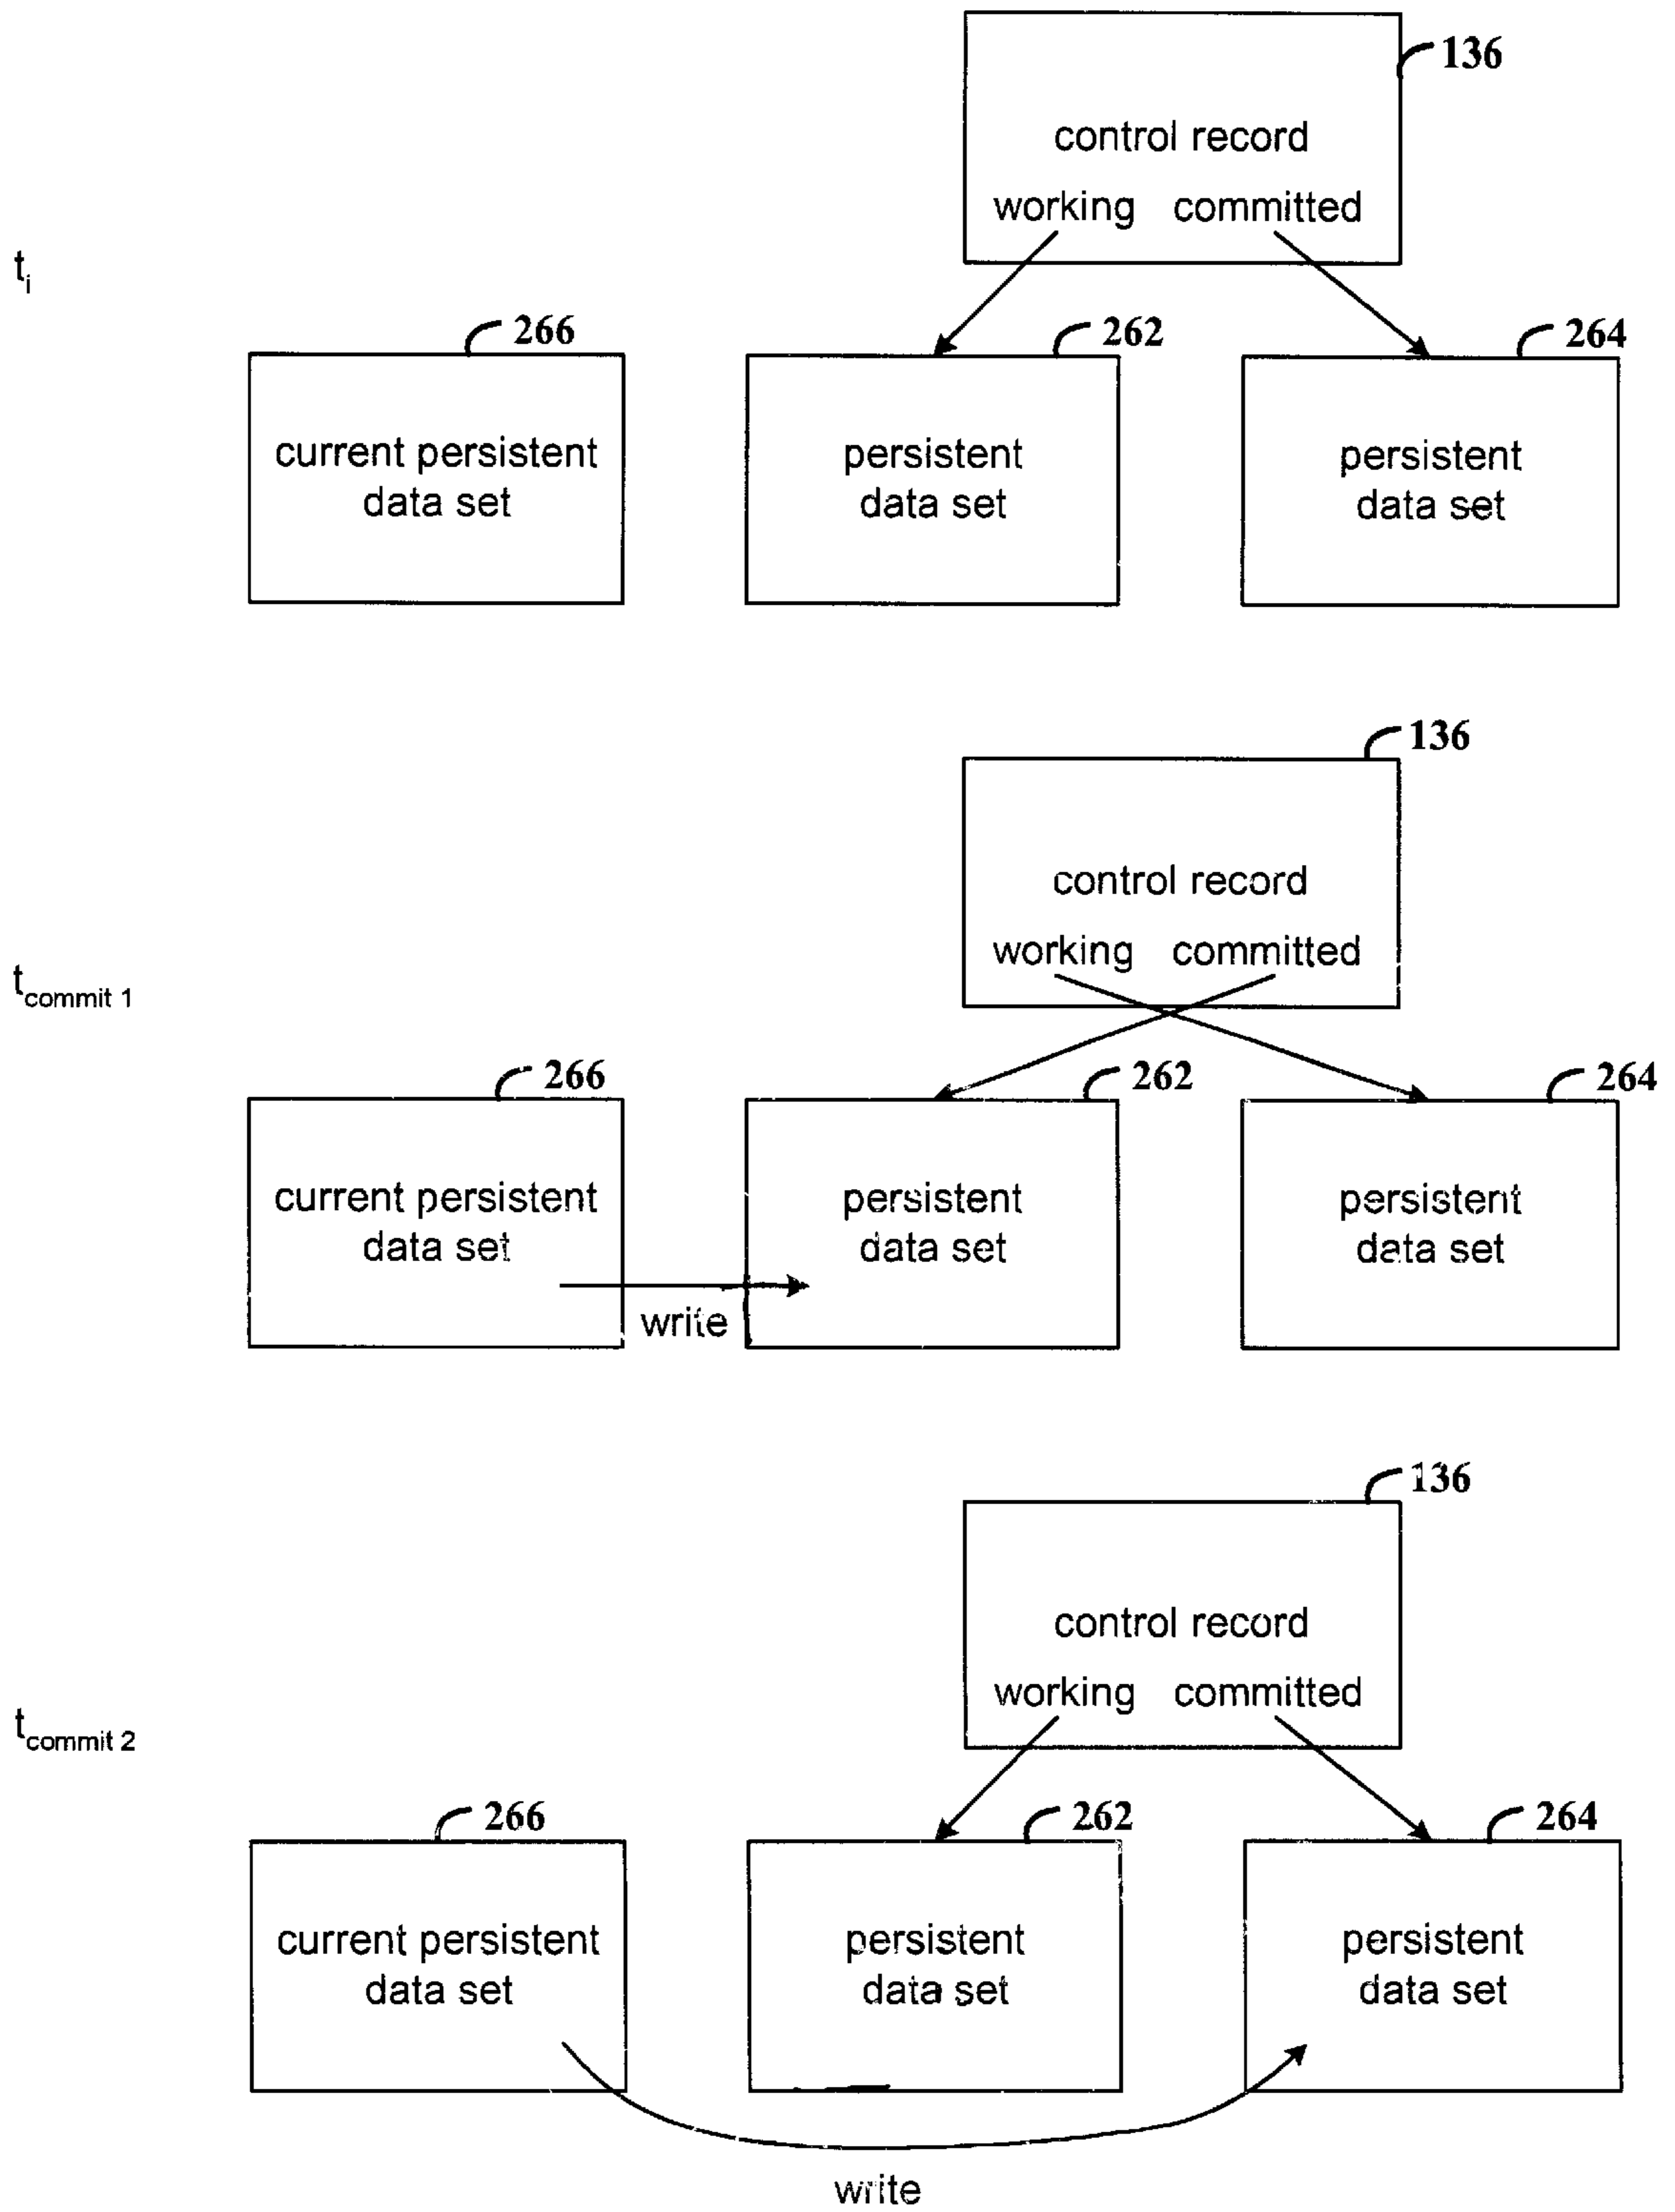 136
control record
working committed
t_i
266
262
264
current persistent
data set
persistent
data set
persistent
data set
136
control record
working committed
t_commit 1
266
262
264
current persistent
data set
persistent
data set
persistent
data set
write
136
control record
working committed
t_commit 2
266
262
264
current persistent
data set
persistent
data set
persistent
data set
write